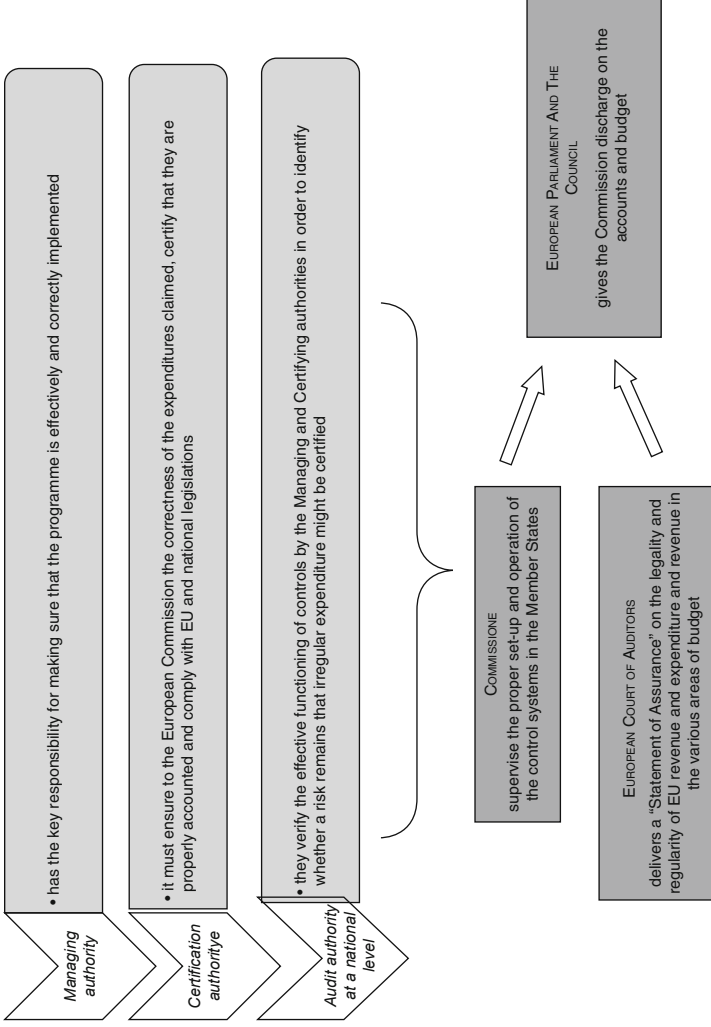 Managing
authority
• has the key responsibility for making sure that the programme is effectively and correctly implemented
Certification
authoritye
• it must ensure to the European Commission the correctness of the expenditures claimed, certify that they are
properly accounted and comply with EU and national legislations
Audit authority
at a national
level
• they verify the effective functioning of controls by the Managing and Certifying authorities in order to identify
whether a risk remains that irregular expenditure might be certified
Commissione
supervise the proper set-up and operation of
the control systems in the Member States
European Court of Auditors
delivers a “Statement of Assurance” on the legality and
regularity of EU revenue and expenditure and revenue in
the various areas of budget
European Parliament And The
Council
gives the Commission discharge on the
accounts and budget